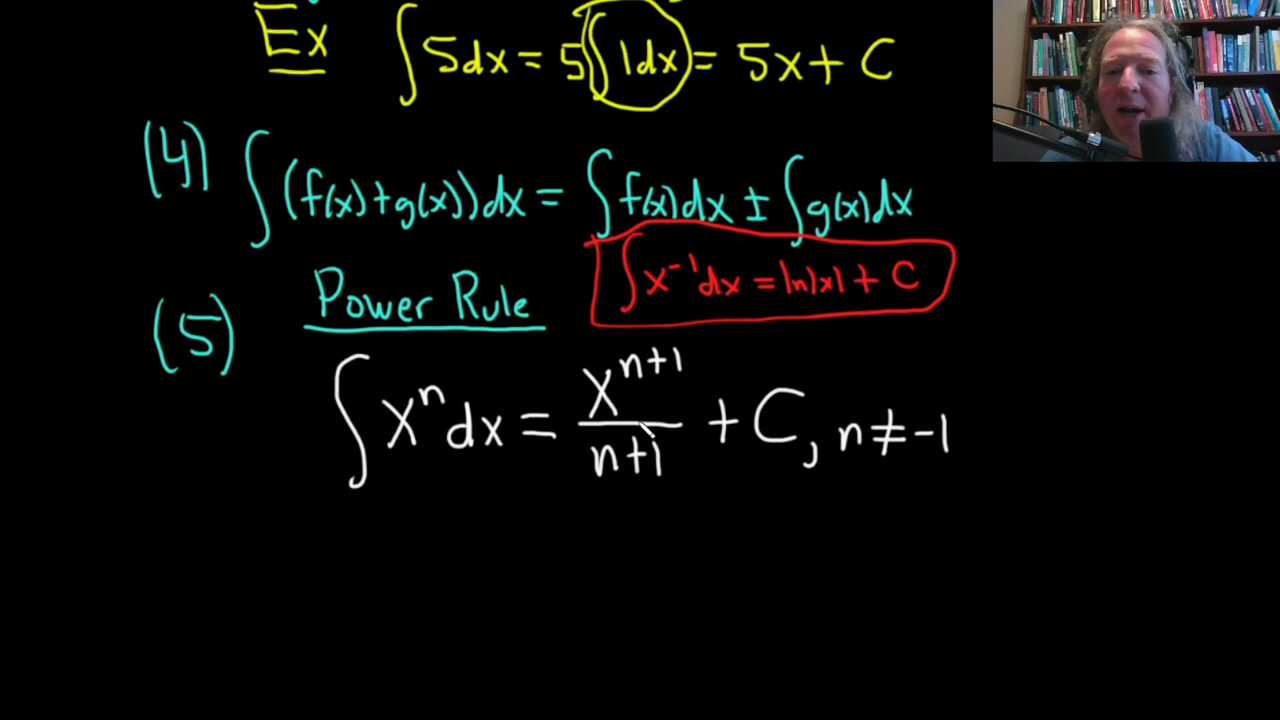 Ex ∫5dx = 5∫1dx = 5x + C
(4) ∫(f(x)+g(x))dx = ∫f(x)dx ± ∫g(x)dx
∫x⁻¹dx = ln|x| + C
(5) Power Rule
∫xⁿdx = xⁿ⁺¹/n+1 + C, n ≠ -1